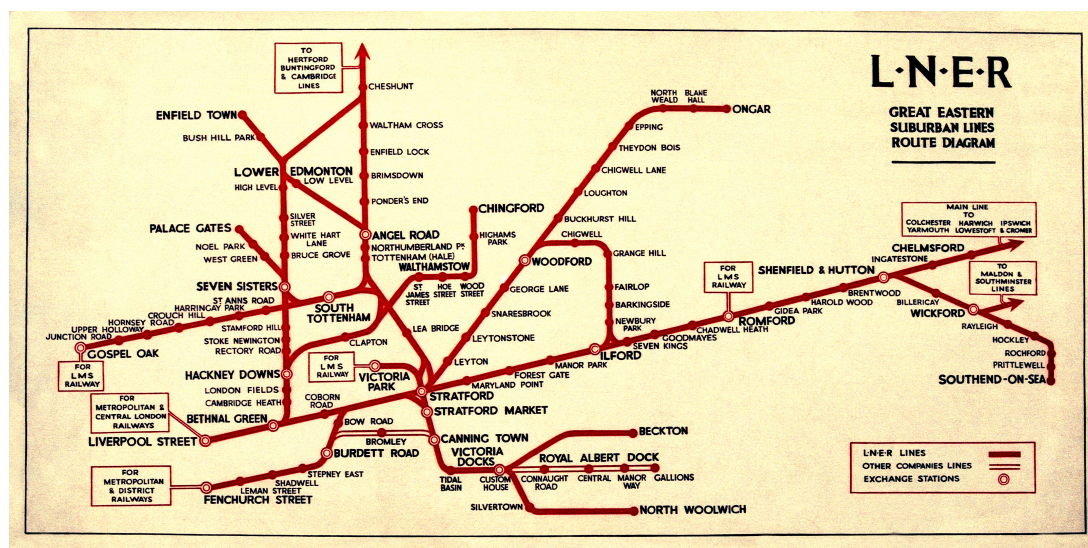 L·N·E·R
GREAT EASTERN
SUBURBAN LINES
ROUTE DIAGRAM
TO
HERTFORD
BUNTINGFORD
& CAMBRIDGE
LINES
CHESHUNT
WALTHAM CROSS
ENFIELD LOCK
BRIMSDOWN
PONDER'S END
ANGEL ROAD
NORTHUMBERLAND PK.
TOTTENHAM (HALE)
ENFIELD TOWN
BUSH HILL PARK
LOWER EDMONTON
HIGH LEVEL
LOW LEVEL
SILVER
STREET
WHITE HART
LANE
BRUCE GROVE
PALACE GATES
NOEL PARK
WEST GREEN
SEVEN SISTERS
SOUTH
TOTTENHAM
ST ANNS ROAD
HARRINGAY PARK
CROUCH HILL
HORNSEY ROAD
UPPER HOLLOWAY
JUNCTION ROAD
GOSPEL OAK
FOR
L M S
RAILWAY
STAMFORD HILL
STOKE NEWINGTON
RECTORY ROAD
HACKNEY DOWNS
LONDON FIELDS
CAMBRIDGE HEATH
BETHNAL GREEN
LIVERPOOL STREET
FOR
METROPOLITAN &
CENTRAL LONDON
RAILWAYS
FOR
METROPOLITAN
& DISTRICT
RAILWAYS
FENCHURCH STREET
LEMAN STREET
SHADWELL
STEPNEY EAST
BURDETT ROAD
BOW ROAD
BROMLEY
COBORN
ROAD
CHINGFORD
HIGHAMS
PARK
WALTHAMSTOW
ST
JAMES
STREET
HOE
STREET
WOOD
STREET
CLAPTON
LEA BRIDGE
FOR
L M S
RAILWAY
VICTORIA
PARK
STRATFORD
STRATFORD MARKET
CANNING TOWN
VICTORIA
DOCKS
TIDAL
BASIN
CUSTOM
HOUSE
CONNAUGHT
ROAD
CENTRAL
MANOR
WAY
GALLIONS
ROYAL ALBERT DOCK
BECKTON
SILVERTOWN
NORTH WOOLWICH
LEYTON
LEYTONSTONE
SNARESBROOK
GEORGE LANE
WOODFORD
BUCKHURST HILL
LOUGHTON
CHIGWELL LANE
THEYDON BOIS
EPPING
NORTH
WEALD
BLANE
HALL
ONGAR
CHIGWELL
GRANGE HILL
FAIRLOP
BARKINGSIDE
NEWBURY
PARK
MARYLAND POINT
FOREST GATE
MANOR PARK
ILFORD
SEVEN KINGS
GOODMAYES
CHADWELL HEATH
ROMFORD
FOR
L M S
RAILWAY
GIDEA PARK
HAROLD WOOD
BRENTWOOD
SHENFIELD & HUTTON
INGATESTONE
CHELMSFORD
MAIN LINE
TO
COLCHESTER HARWICH IPSWICH
YARMOUTH LOWESTOFT & CROMER
BILLERICAY
WICKFORD
TO
MALDON &
SOUTHMINSTER
LINES
RAYLEIGH
HOCKLEY
ROCHFORD
PRITTLEWELL
SOUTHEND-ON-SEA
L·N·E·R LINES
OTHER COMPANIES LINES
EXCHANGE STATIONS